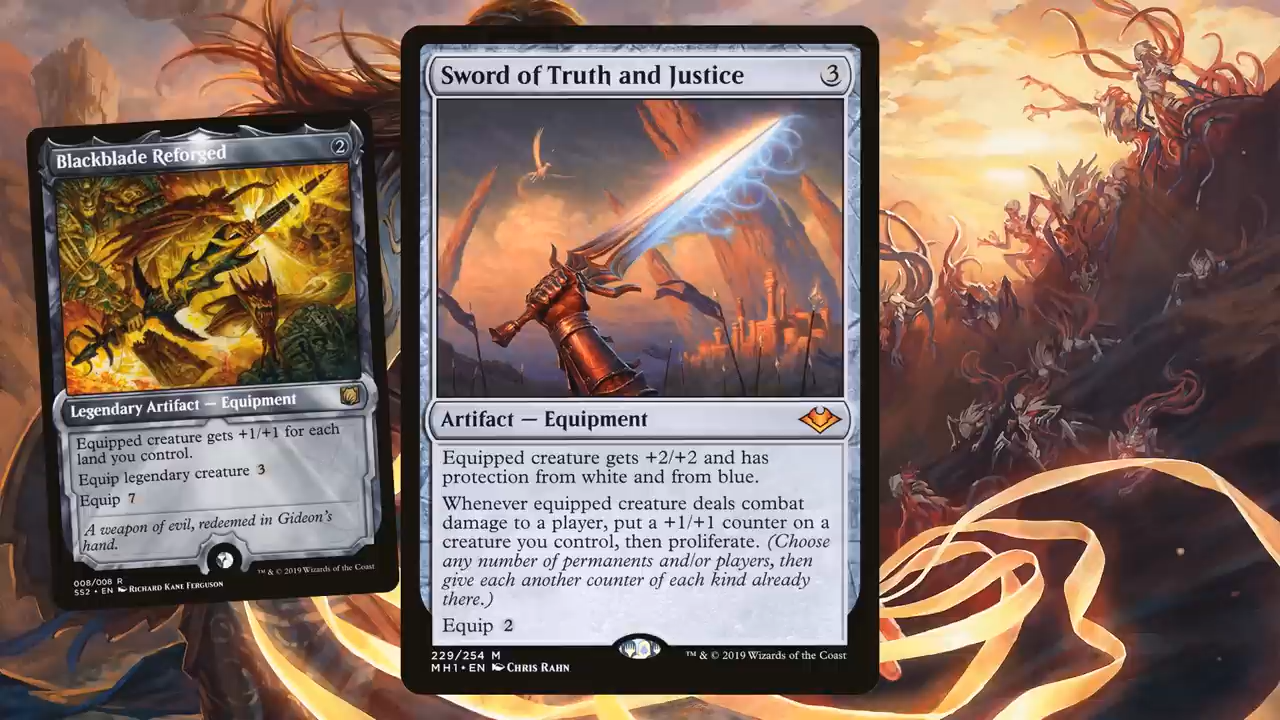 Blackblade Reforged
2
Legendary Artifact — Equipment
Equipped creature gets +1/+1 for each
land you control.
Equip legendary creature 3
Equip 7
A weapon of evil, redeemed in Gideon's
hand.
008/008 R
SS2 • EN Richard Kane Ferguson
™ & © 2019 Wizards of the Coast
Sword of Truth and Justice
3
Artifact — Equipment
Equipped creature gets +2/+2 and has
protection from white and from blue.
Whenever equipped creature deals combat
damage to a player, put a +1/+1 counter on a
creature you control, then proliferate. (Choose
any number of permanents and/or players, then
give each another counter of each kind already
there.)
Equip 2
229/254 M
MH1 • EN Chris Rahn
™ & © 2019 Wizards of the Coast